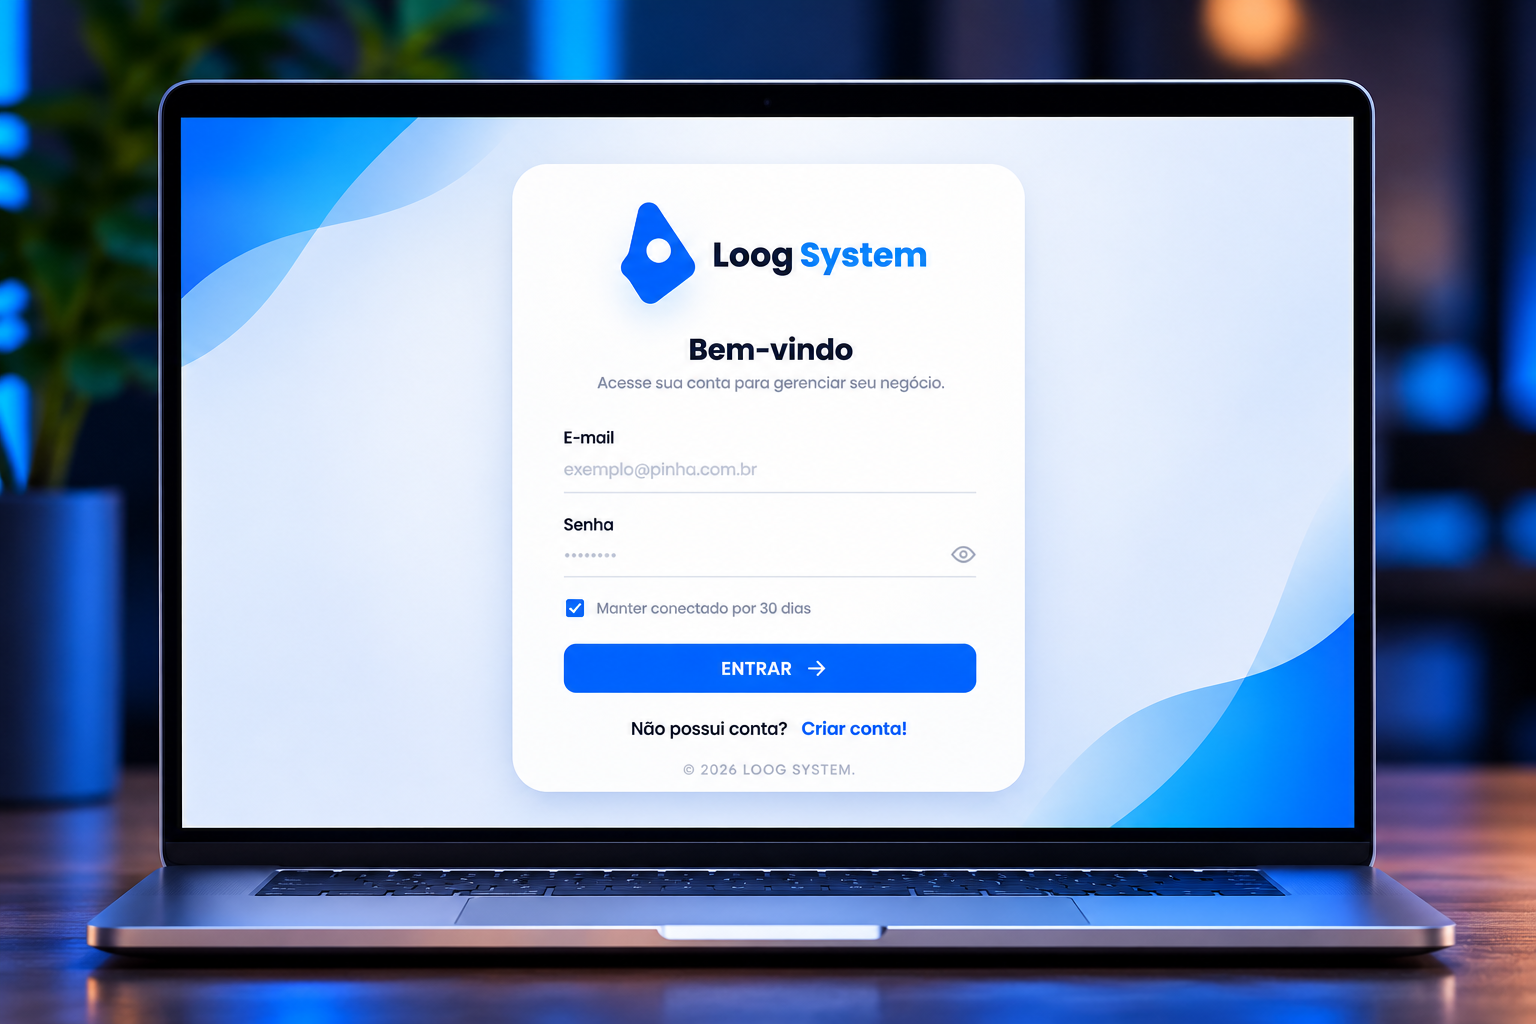 Loog System
Bem-vindo
Acesse sua conta para gerenciar seu negócio.
E-mail
exemplo@pinha.com.br
Senha
••••••••
Manter conectado por 30 dias
ENTRAR →
Não possui conta? Criar conta!
© 2026 LOOG SYSTEM.